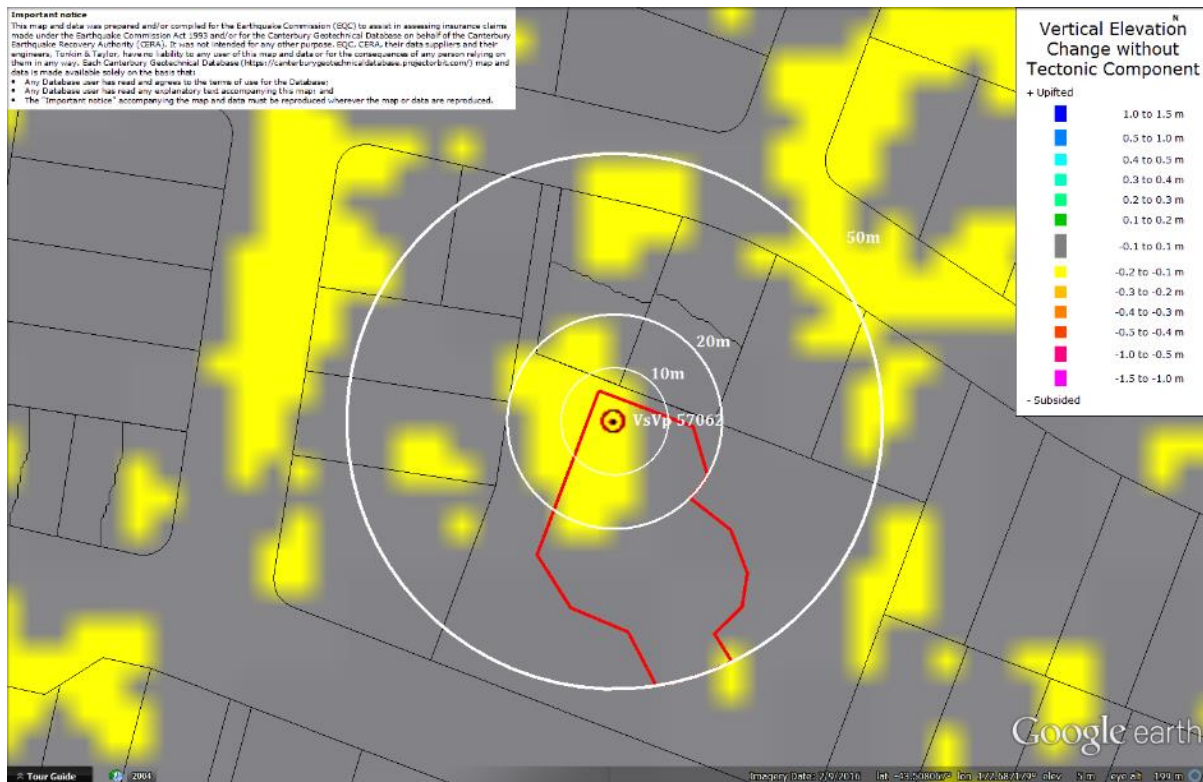 Important notice
This map and data was prepared and/or compiled for the Earthquake Commission (EQC) to assist in assessing insurance claims
made under the Earthquake Commission Act 1993 and/or for the Canterbury Geotechnical Database on behalf of the Canterbury
Earthquake Recovery Authority (CERA). It was not intended for any other purpose. EQC, CERA, their data suppliers and their
engineers, Tonkin & Taylor, have no liability to any user of this map and data or for the consequences of any person relying on
them in any way. Each Canterbury Geotechnical Database (https://canterburygeotechnicaldatabase.projectorbit.com/) map and
data is made available solely on the basis that:
• Any Database user has read and agrees to the terms of use for the Database;
• Any Database user has read any explanatory text accompanying this map; and
• The "Important notice" accompanying the map and data must be reproduced wherever the map or data are reproduced.
N
Vertical Elevation
Change without
Tectonic Component
+ Uplifted
1.0 to 1.5 m
0.5 to 1.0 m
0.4 to 0.5 m
0.3 to 0.4 m
0.2 to 0.3 m
0.1 to 0.2 m
-0.1 to 0.1 m
-0.2 to -0.1 m
-0.3 to -0.2 m
-0.4 to -0.3 m
-0.5 to -0.4 m
-1.0 to -0.5 m
-1.5 to -1.0 m
- Subsided
50m
20m
10m
VsVp 57062
Google earth
Tour Guide
2004
Imagery Date: 2/9/2016 lat -43.508067° lon 172.687179° elev 5 m eye alt 199 m